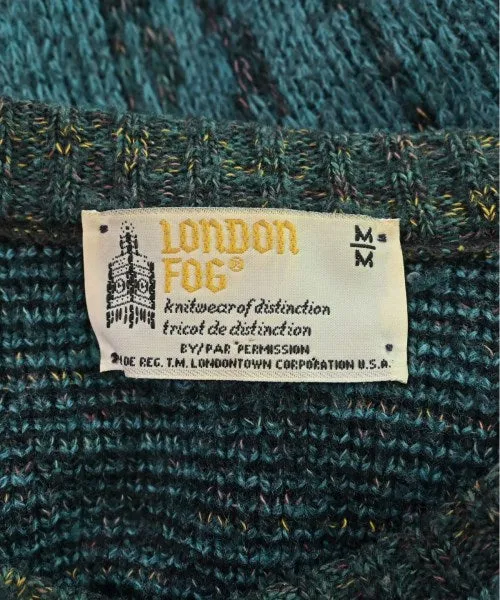 LONDON
FOG®
M
M
knitwear of distinction
tricot de distinction
BY/PAR PERMISSION
REG. T.M. LONDONTOWN CORPORATION U.S.A.